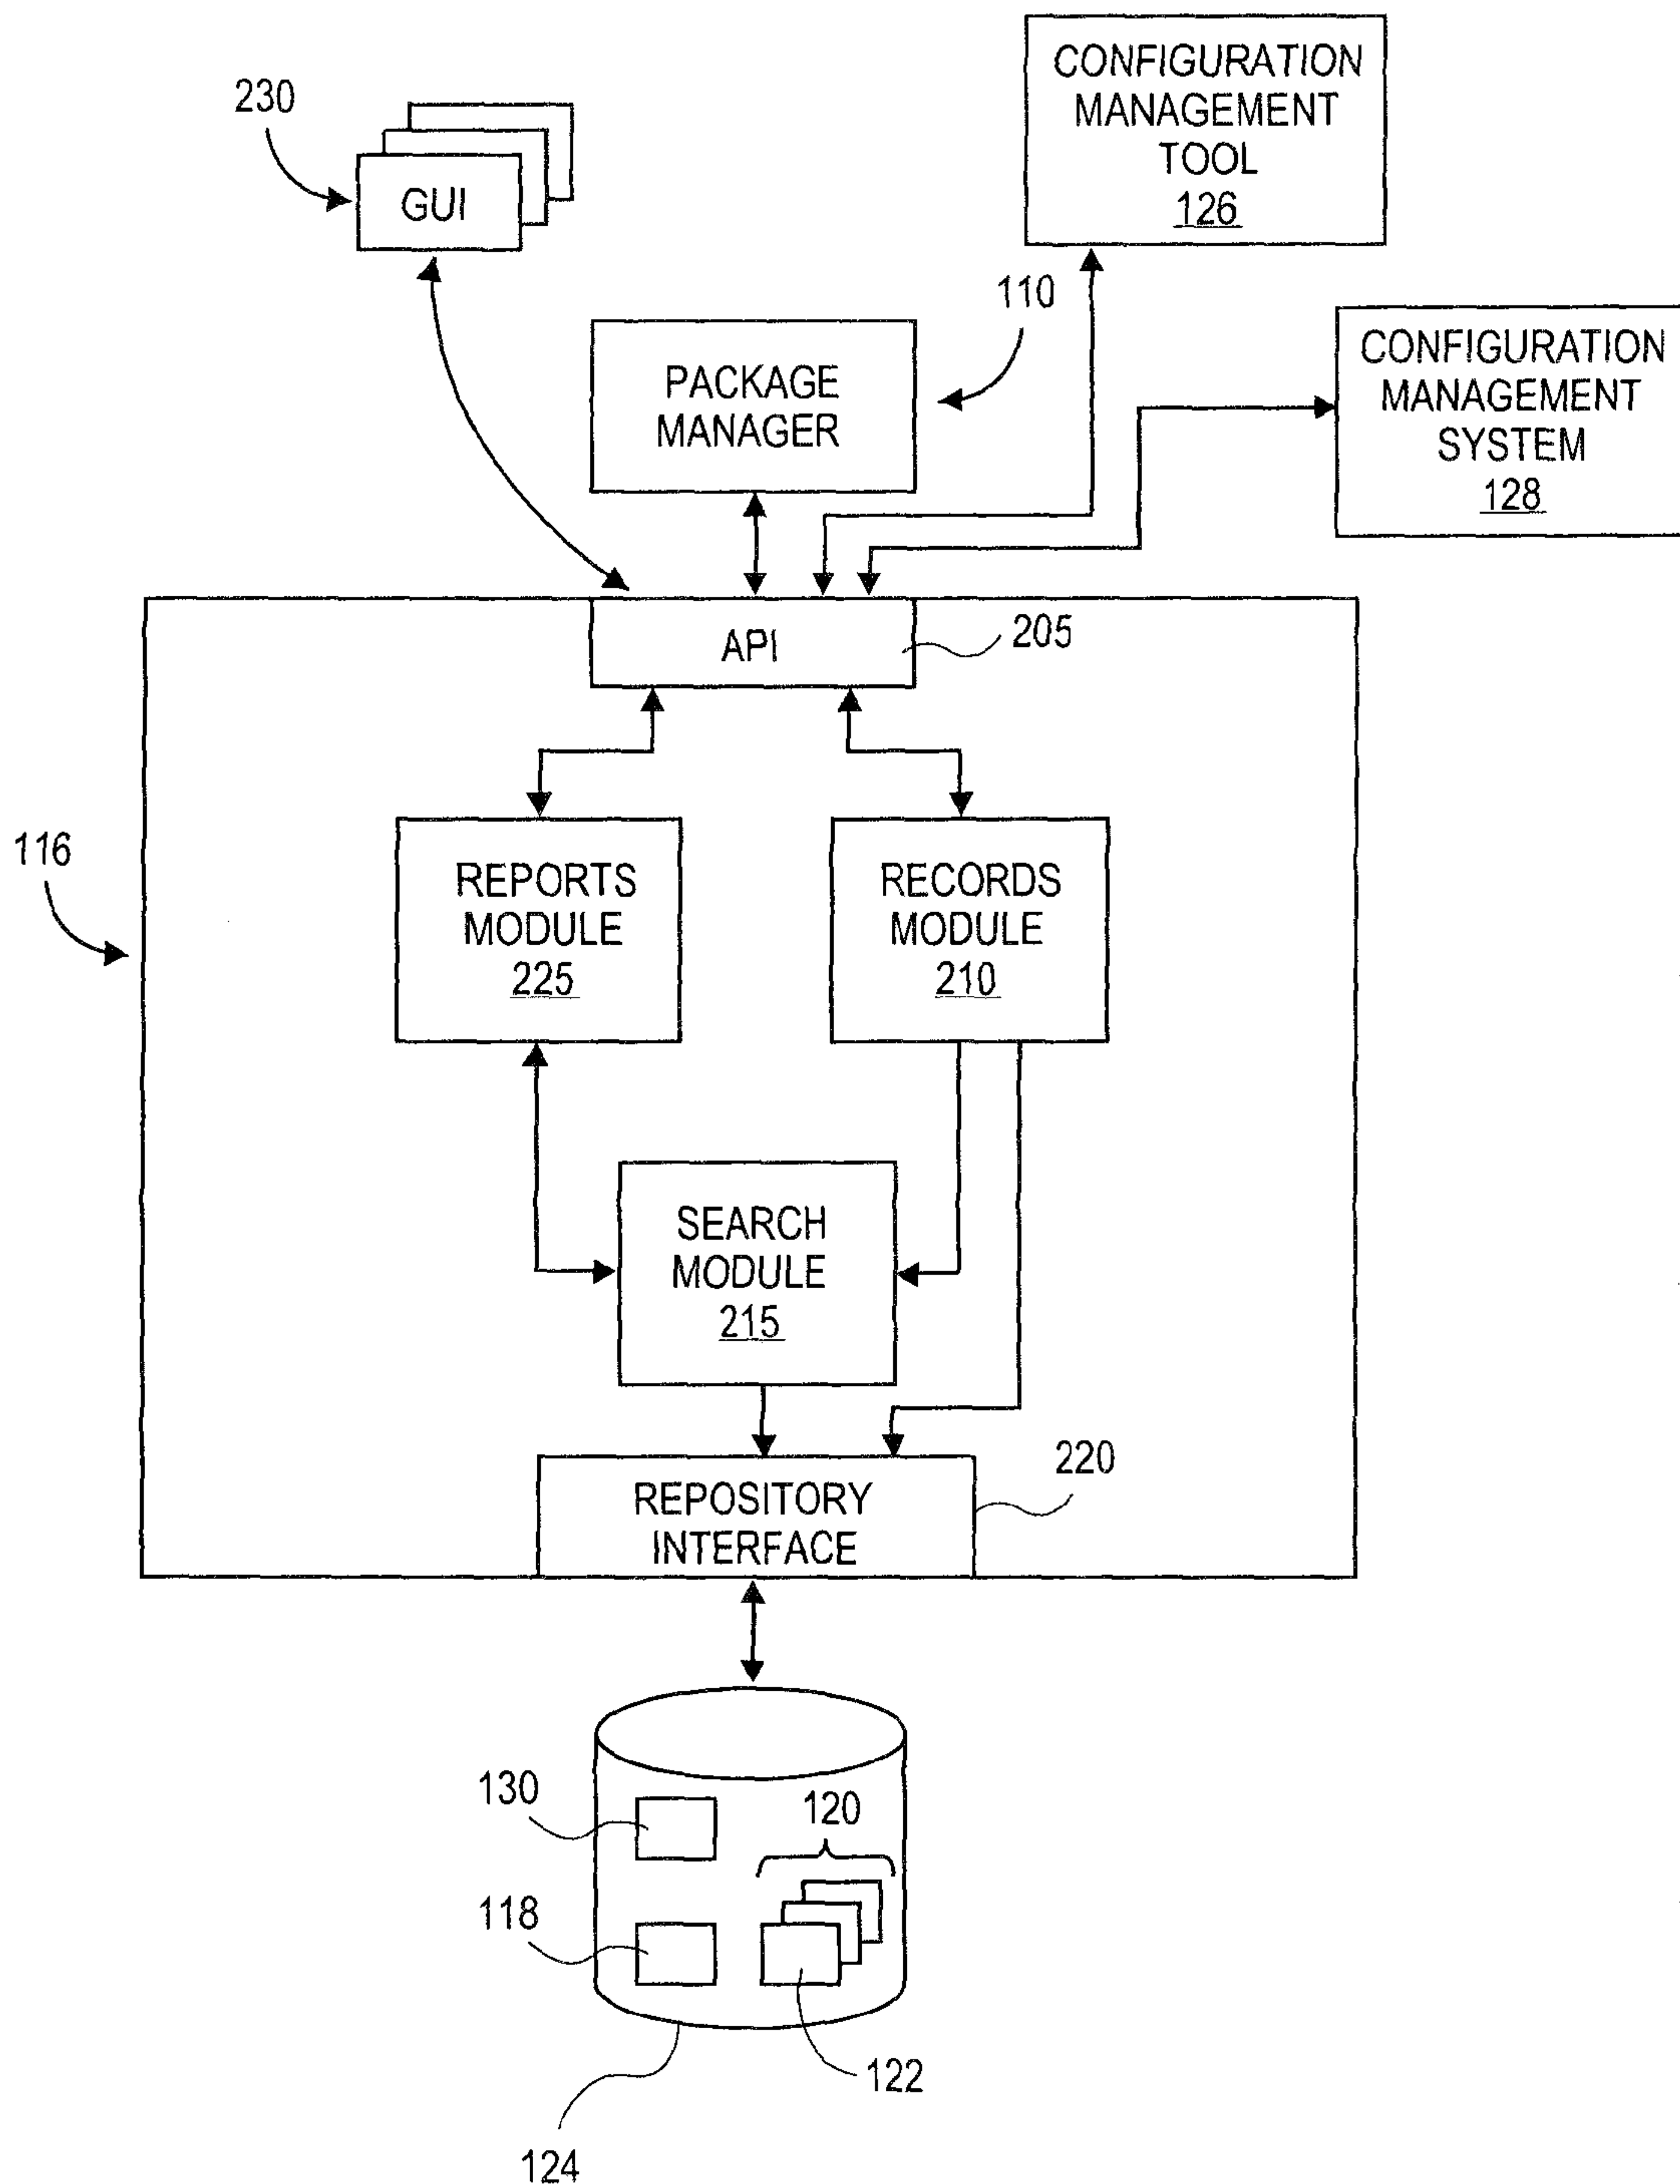 CONFIGURATION
MANAGEMENT
TOOL
126
230
GUI
110
PACKAGE
MANAGER
CONFIGURATION
MANAGEMENT
SYSTEM
128
API
205
116
REPORTS
MODULE
225
RECORDS
MODULE
210
SEARCH
MODULE
215
220
REPOSITORY
INTERFACE
130
120
118
122
124